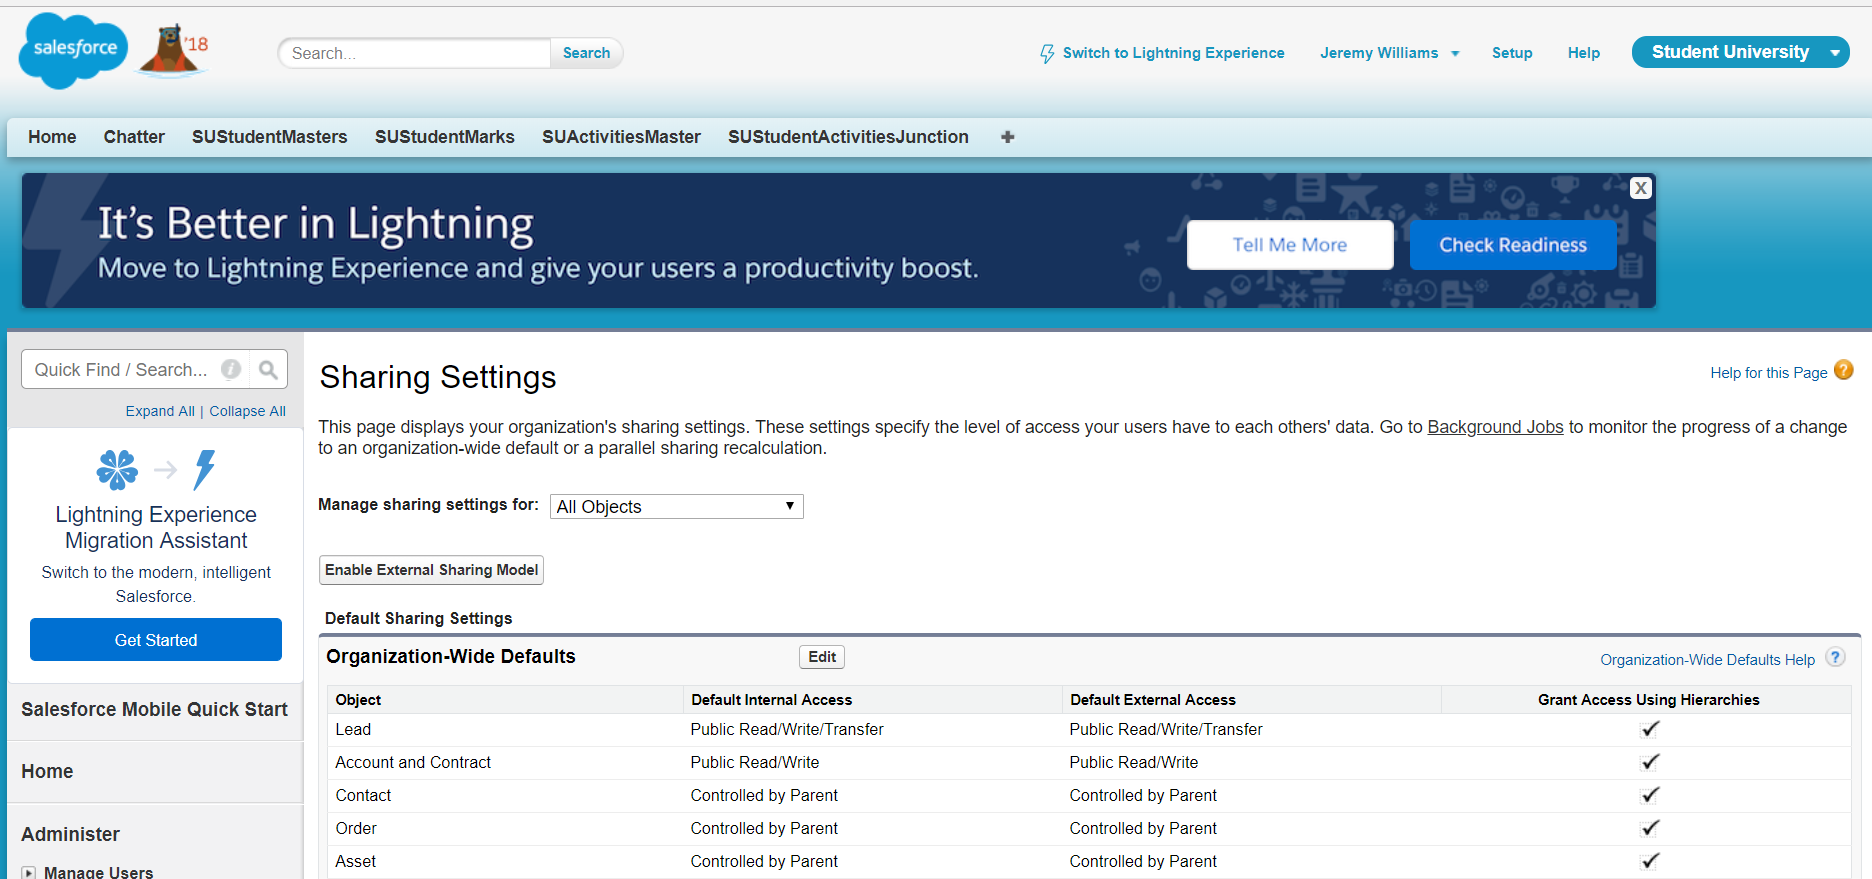 salesforce
'18
Search...
Search
Switch to Lightning Experience
Jeremy Williams
Setup
Help
Student University
Home
Chatter
SUStudentMasters
SUStudentMarks
SUActivitiesMaster
SUStudentActivitiesJunction
It's Better in Lightning
Move to Lightning Experience and give your users a productivity boost.
Tell Me More
Check Readiness
X
Quick Find / Search...
Expand All | Collapse All
Lightning Experience
Migration Assistant
Switch to the modern, intelligent
Salesforce.
Get Started
Salesforce Mobile Quick Start
Home
Administer
Manage Users
Sharing Settings
Help for this Page ?
This page displays your organization's sharing settings. These settings specify the level of access your users have to each others' data. Go to Background Jobs to monitor the progress of a change
to an organization-wide default or a parallel sharing recalculation.
Manage sharing settings for: All Objects
Enable External Sharing Model
Default Sharing Settings
Organization-Wide Defaults
Edit
Organization-Wide Defaults Help ?
Object Default Internal Access Default External Access Grant Access Using Hierarchies
Lead Public Read/Write/Transfer Public Read/Write/Transfer
Account and Contract Public Read/Write Public Read/Write
Contact Controlled by Parent Controlled by Parent
Order Controlled by Parent Controlled by Parent
Asset Controlled by Parent Controlled by Parent